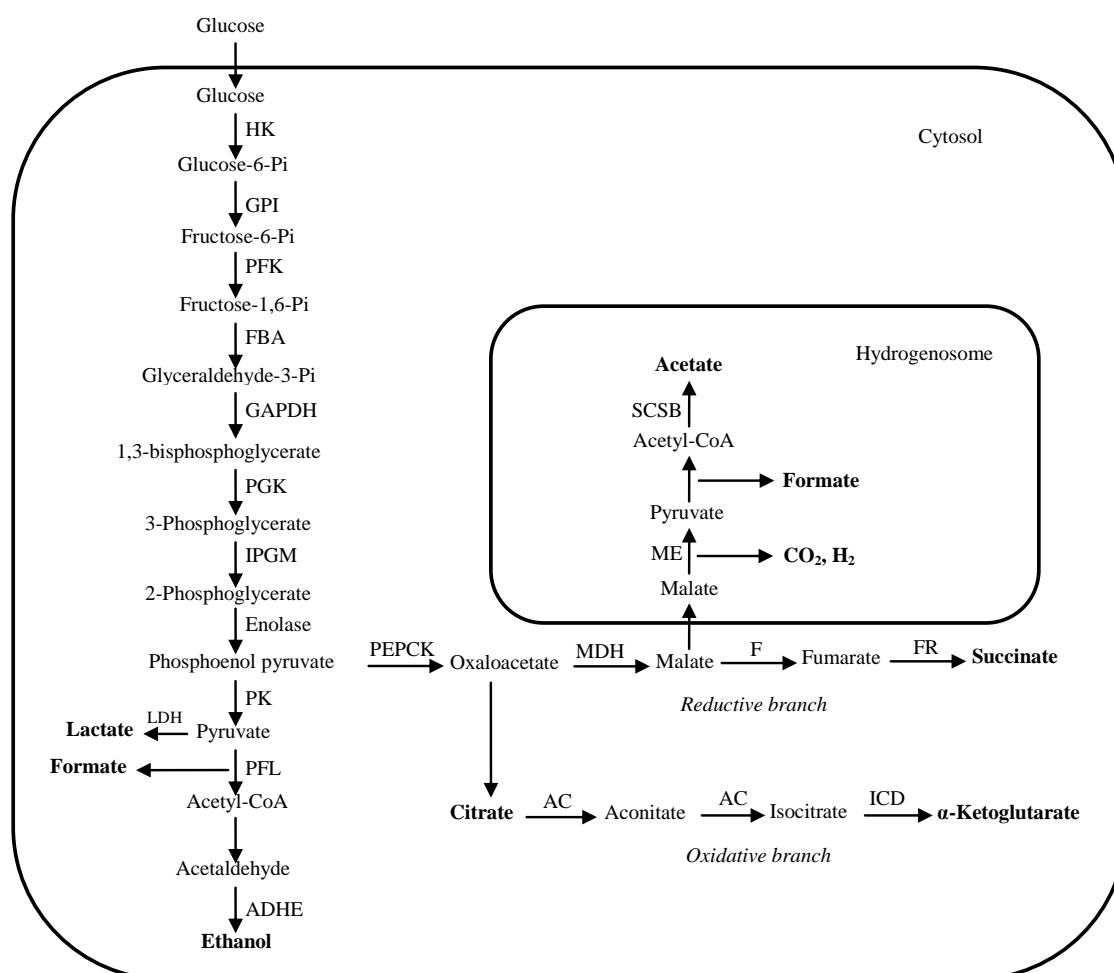 Glucose
Glucose
HK
Cytosol
Glucose-6-Pi
GPI
Fructose-6-Pi
PFK
Fructose-1,6-Pi
FBA
Glyceraldehyde-3-Pi
GAPDH
1,3-bisphosphoglycerate
PGK
3-Phosphoglycerate
IPGM
2-Phosphoglycerate
Enolase
Phosphoenol pyruvate
PK
Lactate
LDH
Pyruvate
Formate
PFL
Acetyl-CoA
Acetaldehyde
ADHE
Ethanol
Hydrogenosome
Acetate
SCSB
Acetyl-CoA
Formate
Pyruvate
ME
CO₂, H₂
Malate
PEPCK
Oxaloacetate
MDH
Malate
F
Fumarate
FR
Succinate
Reductive branch
Citrate
AC
Aconitate
AC
Isocitrate
ICD
α-Ketoglutarate
Oxidative branch